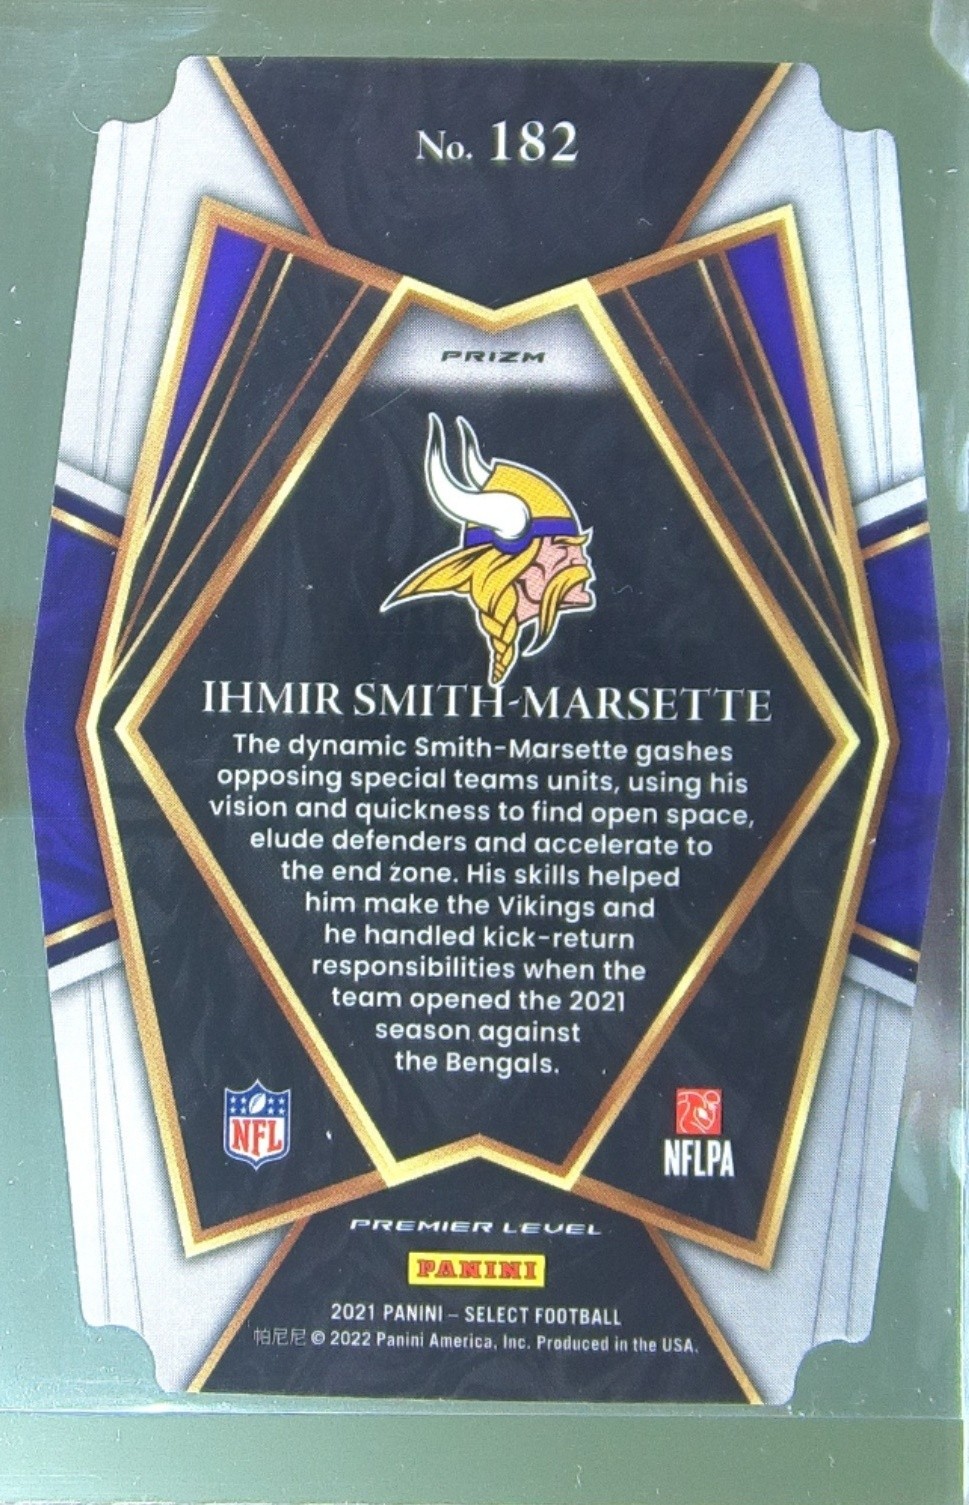 No. 182
PRIZM
IHMIR SMITH-MARSETTE
The dynamic Smith-Marsette gashes
opposing special teams units, using his
vision and quickness to find open space,
elude defenders and accelerate to
the end zone. His skills helped
him make the Vikings and
he handled kick-return
responsibilities when the
team opened the 2021
season against
the Bengals.
NFL
NFLPA
PREMIER LEVEL
PANINI
2021 PANINI – SELECT FOOTBALL
帕尼尼 © 2022 Panini America, Inc. Produced in the USA.